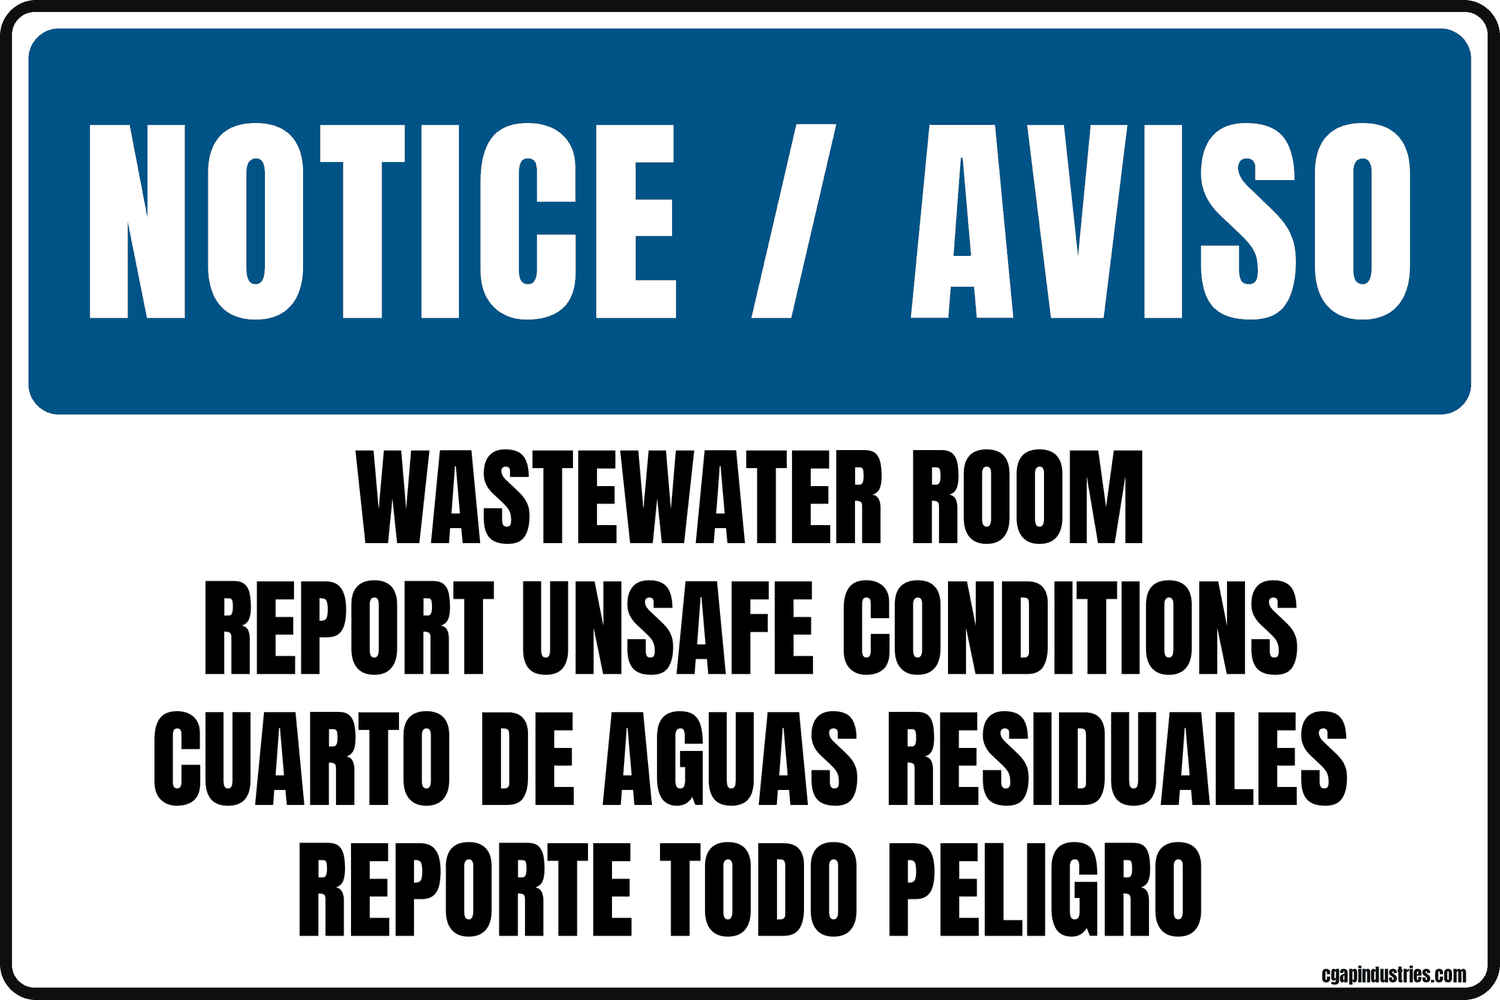 NOTICE / AVISO
WASTEWATER ROOM
REPORT UNSAFE CONDITIONS
CUARTO DE AGUAS RESIDUALES
REPORTE TODO PELIGRO
cgapindustries.com